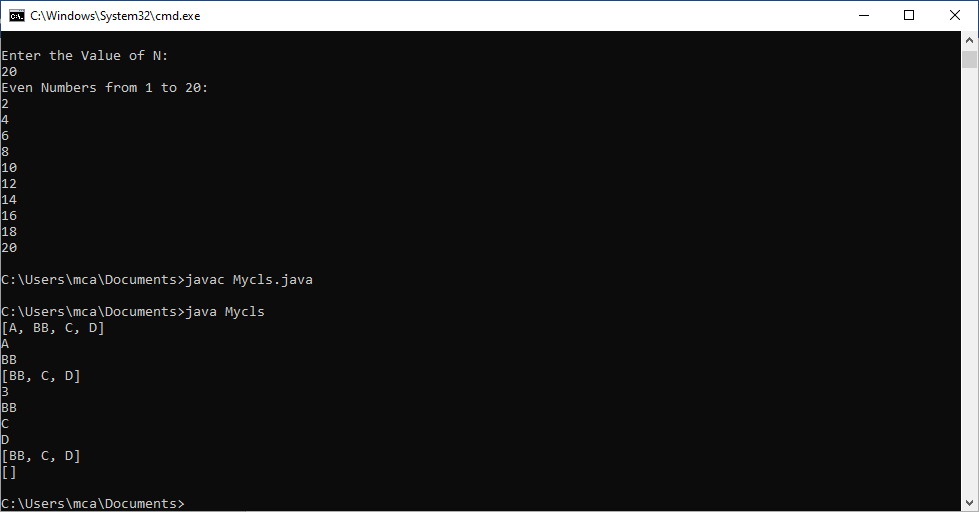 C:\Windows\System32\cmd.exe
Enter the Value of N:
20
Even Numbers from 1 to 20:
2
4
6
8
10
12
14
16
18
20
C:\Users\mca\Documents>javac Mycls.java
C:\Users\mca\Documents>java Mycls
[A, BB, C, D]
A
BB
[BB, C, D]
3
BB
C
D
[BB, C, D]
[]
C:\Users\mca\Documents>